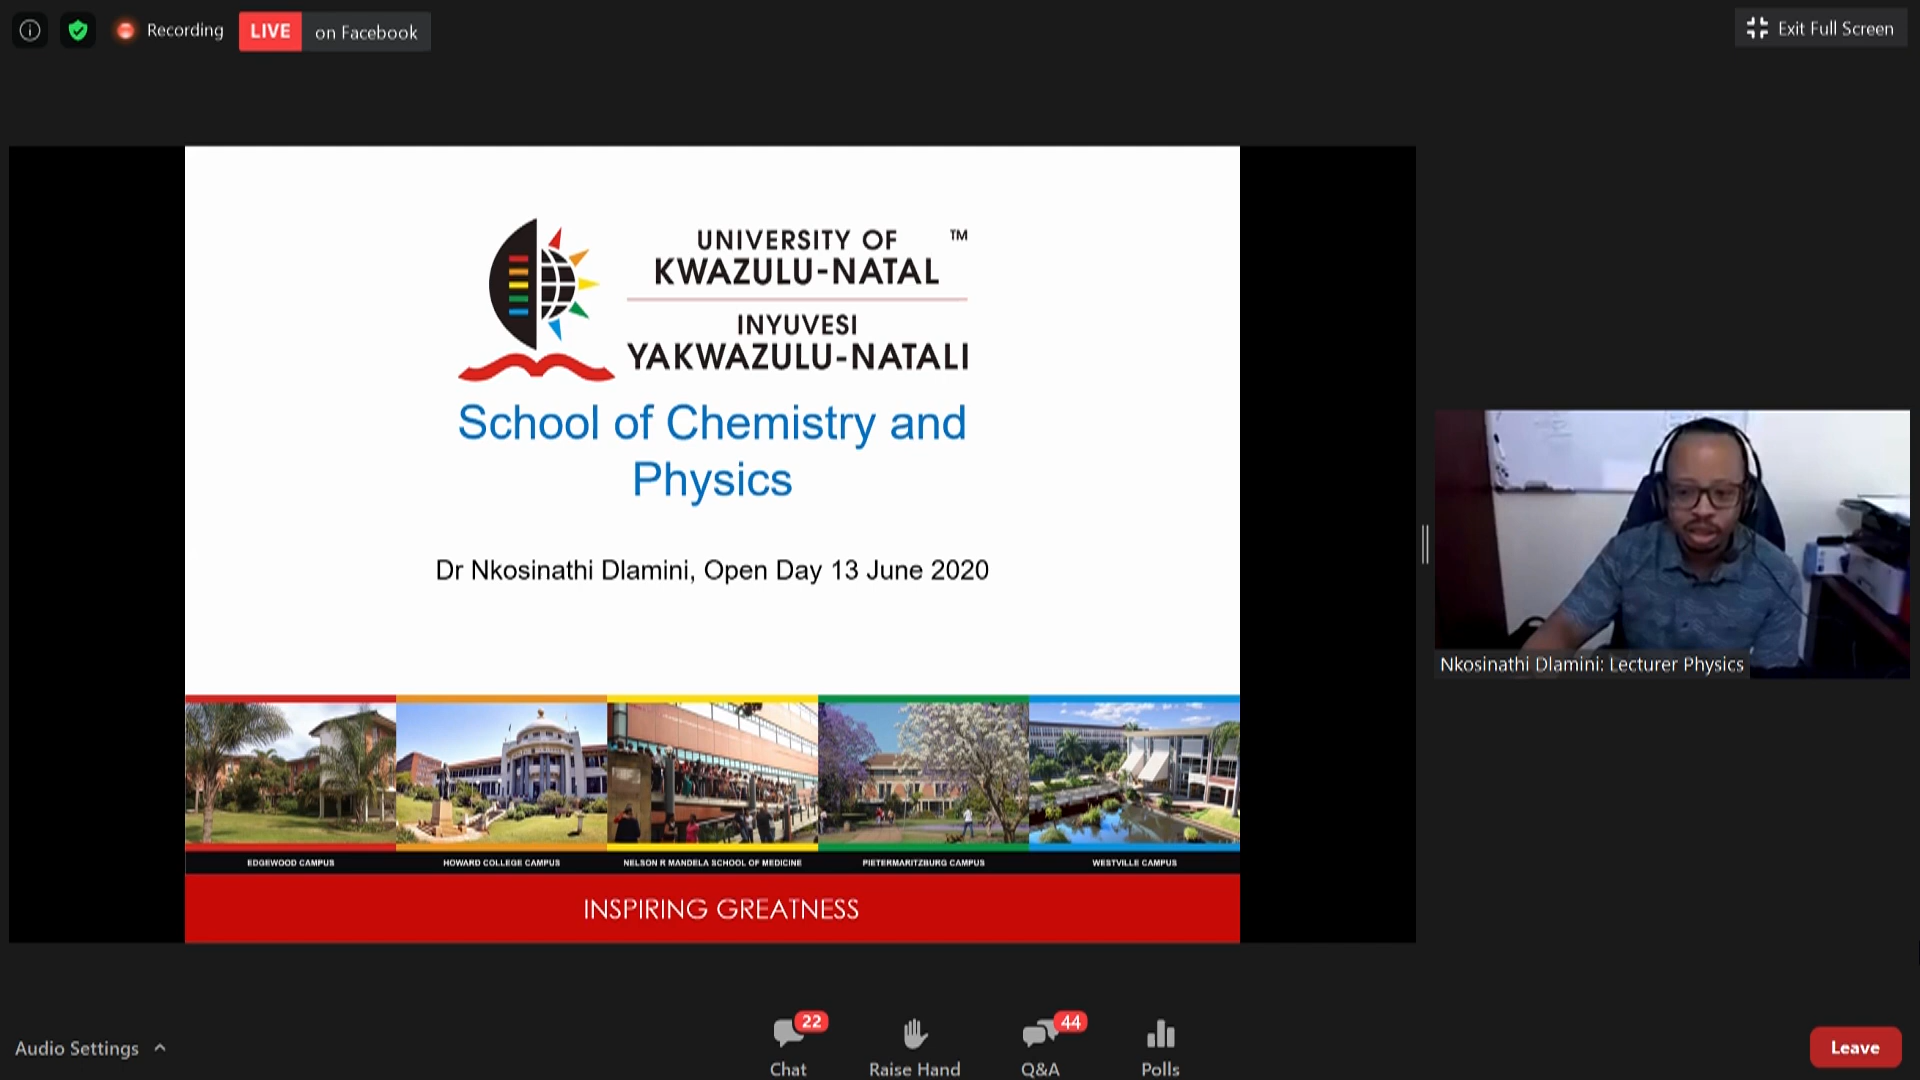 Recording
LIVE on Facebook
Exit Full Screen
UNIVERSITY OF ™
KWAZULU-NATAL
INYUVESI
YAKWAZULU-NATALI
School of Chemistry and
Physics
Dr Nkosinathi Dlamini, Open Day 13 June 2020
EDGEWOOD CAMPUS
HOWARD COLLEGE CAMPUS
NELSON R MANDELA SCHOOL OF MEDICINE
PIETERMARITZBURG CAMPUS
WESTVILLE CAMPUS
INSPIRING GREATNESS
Nkosinathi Dlamini: Lecturer Physics
Audio Settings
22
Chat
Raise Hand
44
Q&A
Polls
Leave